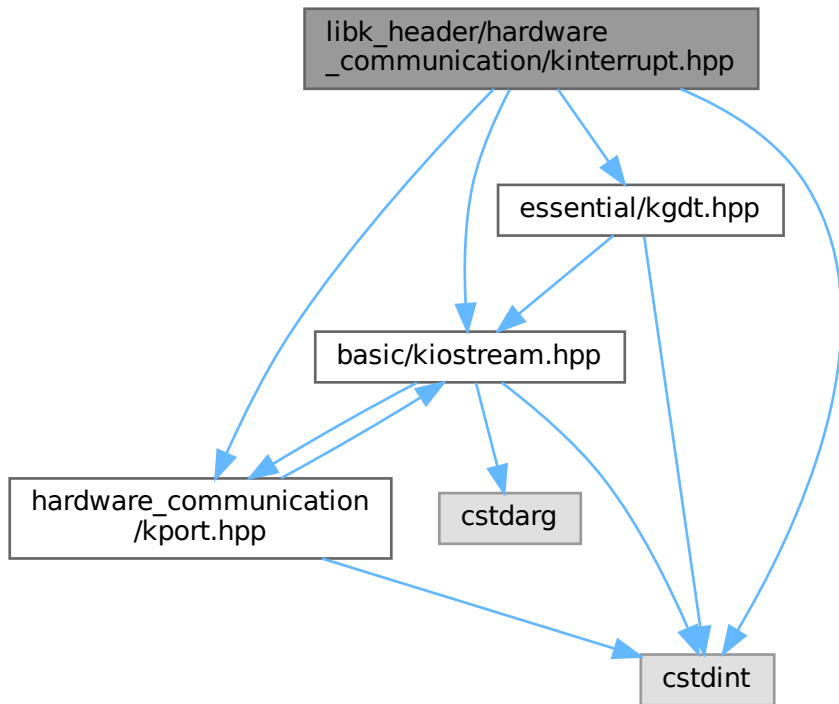 libk_header/hardware
_communication/kinterrupt.hpp
essential/kgdt.hpp
basic/kiostream.hpp
hardware_communication
/kport.hpp
cstdarg
cstdint